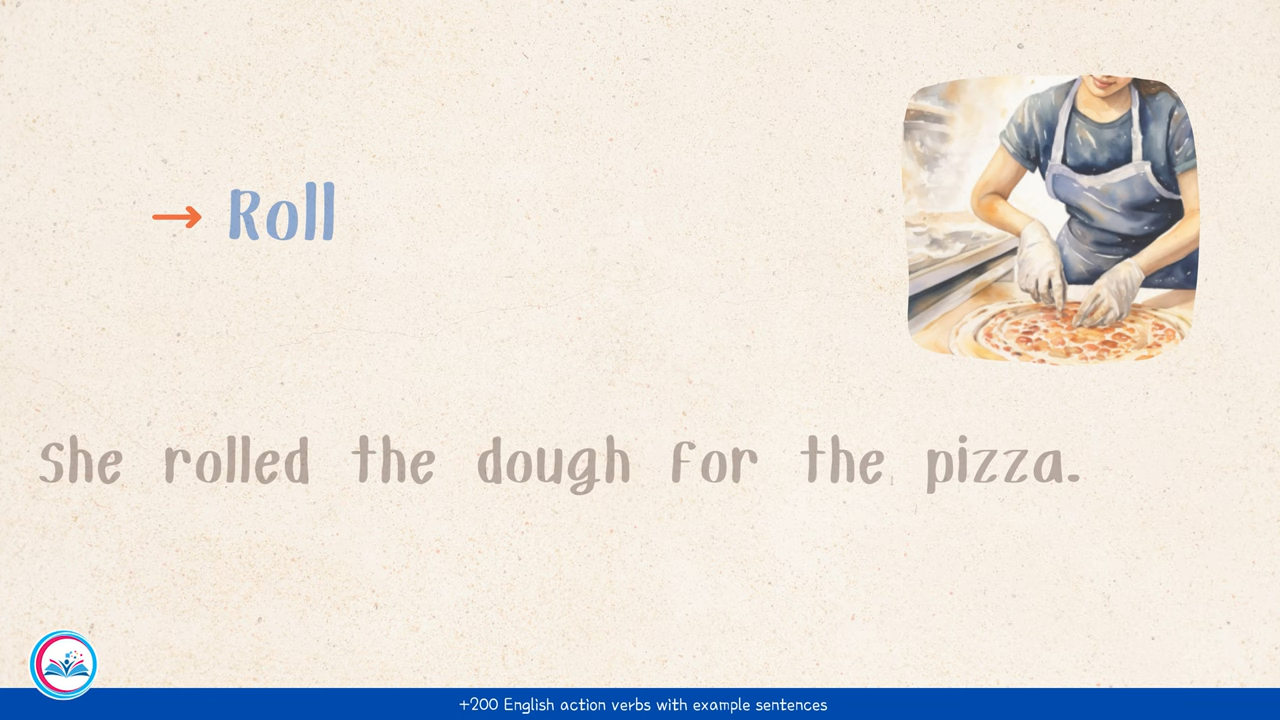 → Roll
She rolled the dough for the pizza.
+200 English action verbs with example sentences